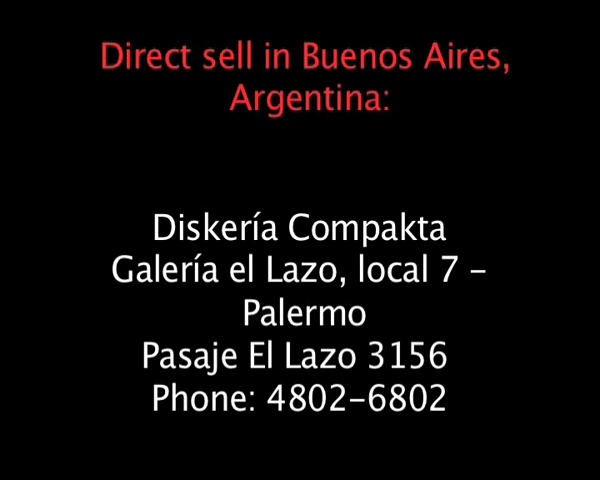 Direct sell in Buenos Aires,
Argentina:
Diskería Compakta
Galería el Lazo, local 7 –
Palermo
Pasaje El Lazo 3156
Phone: 4802–6802